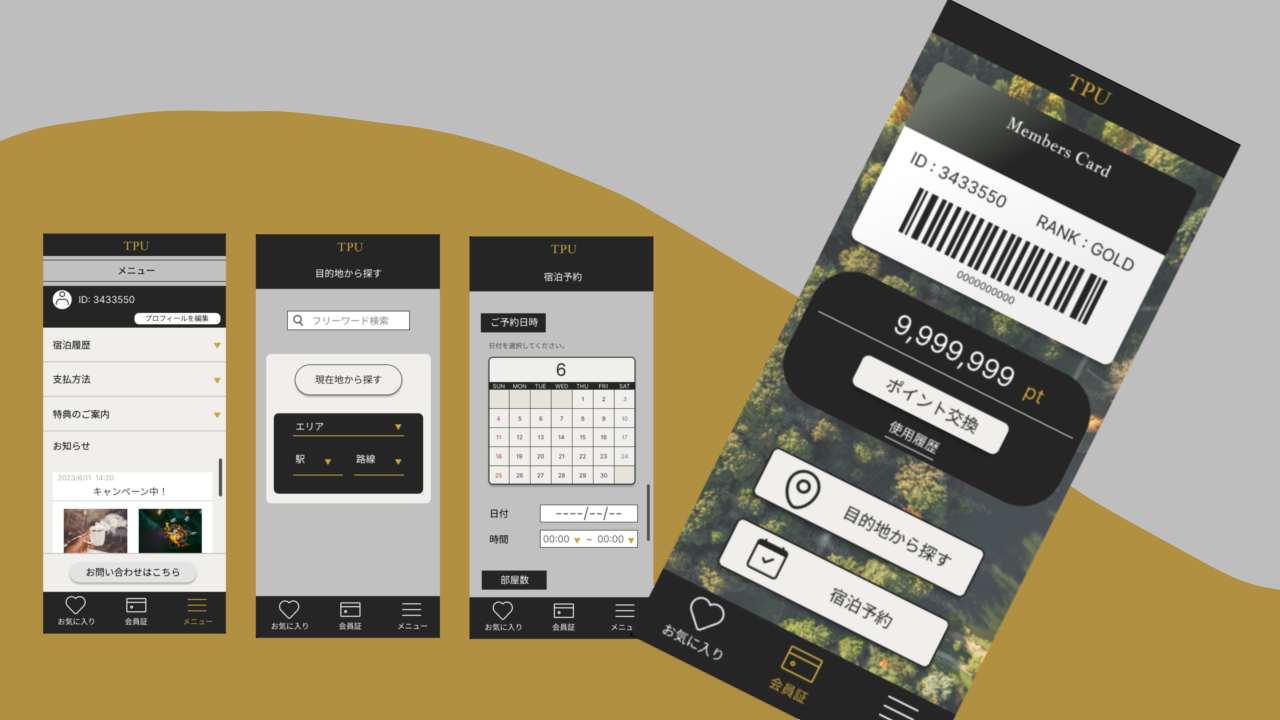 TPU
メニュー
ID: 3433550
プロフィールを編集
宿泊履歴
支払方法
特典のご案内
お知らせ
2023/6/11 14:20
キャンペーン中！
お問い合わせはこちら
お気に入り
会員証
メニュー
TPU
目的地から探す
フリーワード検索
現在地から探す
エリア
駅
路線
お気に入り
会員証
メニュー
TPU
宿泊予約
ご予約日時
日付を選択してください。
6
SUN MON TUE WED THU FRI SAT
1 2 3
4 5 6 7 8 9 10
11 12 13 14 15 16 17
18 19 20 21 22 23 24
25 26 27 28 29 30
日付
----/--/--
時間
00:00 ~ 00:00
部屋数
お気に入り
会員証
メニュ
TPU
Members Card
ID : 3433550
RANK : GOLD
0000000000
9,999,999 pt
ポイント交換
使用履歴
目的地から探す
宿泊予約
お気に入り
会員証